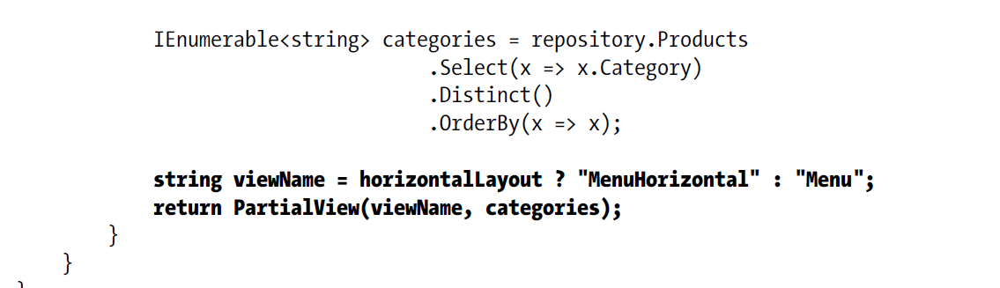 IEnumerable<string> categories = repository.Products
.Select(x => x.Category)
.Distinct()
.OrderBy(x => x);
string viewName = horizontalLayout ? "MenuHorizontal" : "Menu";
return PartialView(viewName, categories);
}
}
}